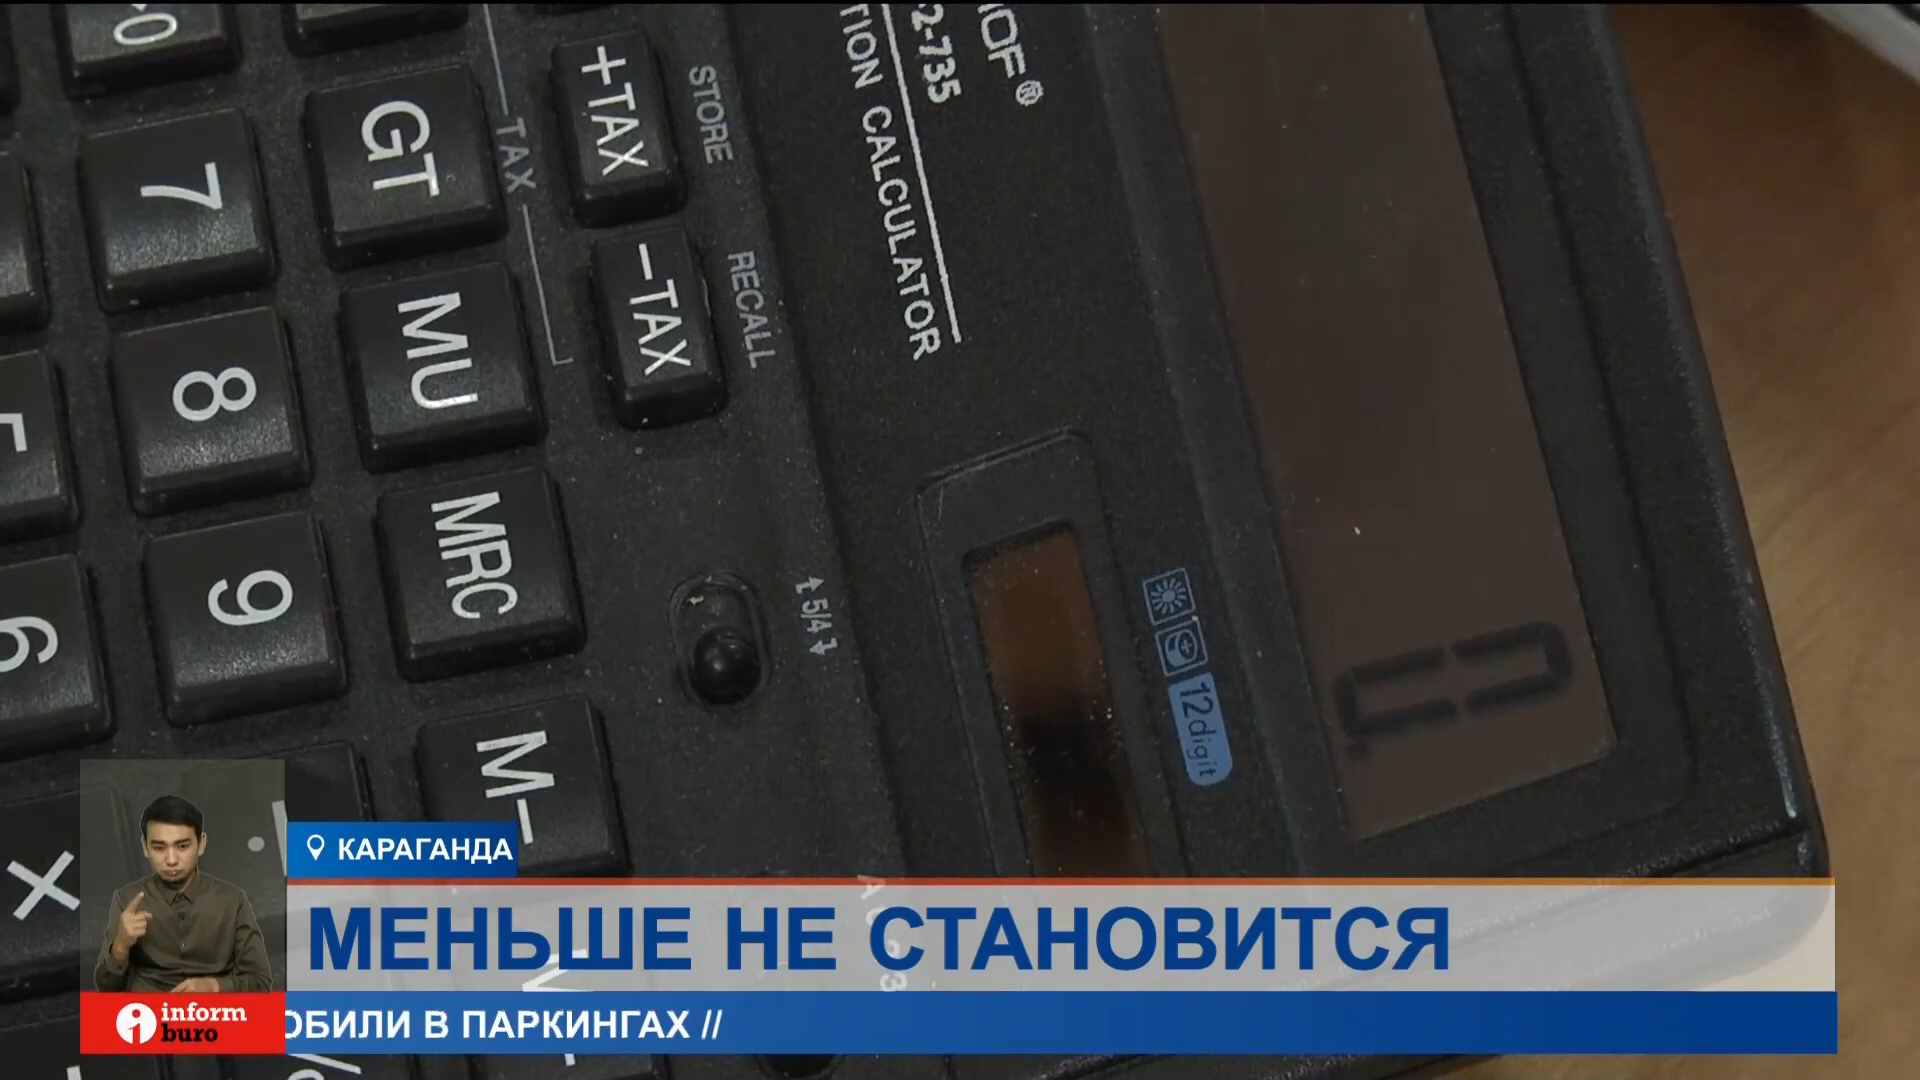 GT
+TAX
STORE
TAX
7
MU
-TAX
RECALL
8
MRC
9
6
M-
×
5/4
2-735
TION CALCULATOR
12digit
0.
КАРАГАНДА
МЕНЬШЕ НЕ СТАНОВИТСЯ
inform
buro
ОБИЛИ В ПАРКИНГАХ //
%